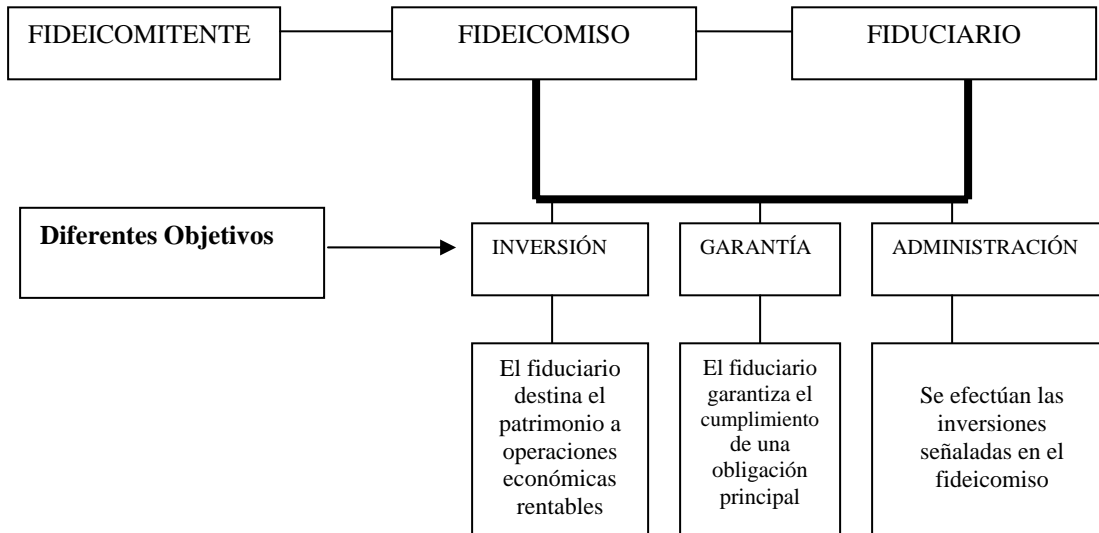 FIDEICOMITENTE
FIDEICOMISO
FIDUCIARIO
Diferentes Objetivos
INVERSIÓN
GARANTÍA
ADMINISTRACIÓN
El fiduciario
destina el
patrimonio a
operaciones
económicas
rentables
El fiduciario
garantiza el
cumplimiento
de una
obligación
principal
Se efectúan las
inversiones
señaladas en el
fideicomiso